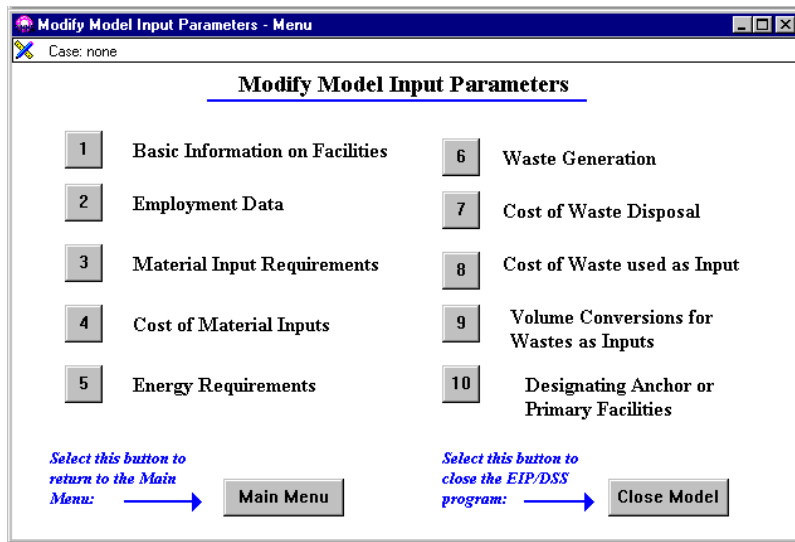 Modify Model Input Parameters - Menu
Case: none
Modify Model Input Parameters
1 Basic Information on Facilities
2 Employment Data
3 Material Input Requirements
4 Cost of Material Inputs
5 Energy Requirements
6 Waste Generation
7 Cost of Waste Disposal
8 Cost of Waste used as Input
9 Volume Conversions for
Wastes as Inputs
10 Designating Anchor or
Primary Facilities
Select this button to
return to the Main
Menu:
Main Menu
Select this button to
close the EIP/DSS
program:
Close Model